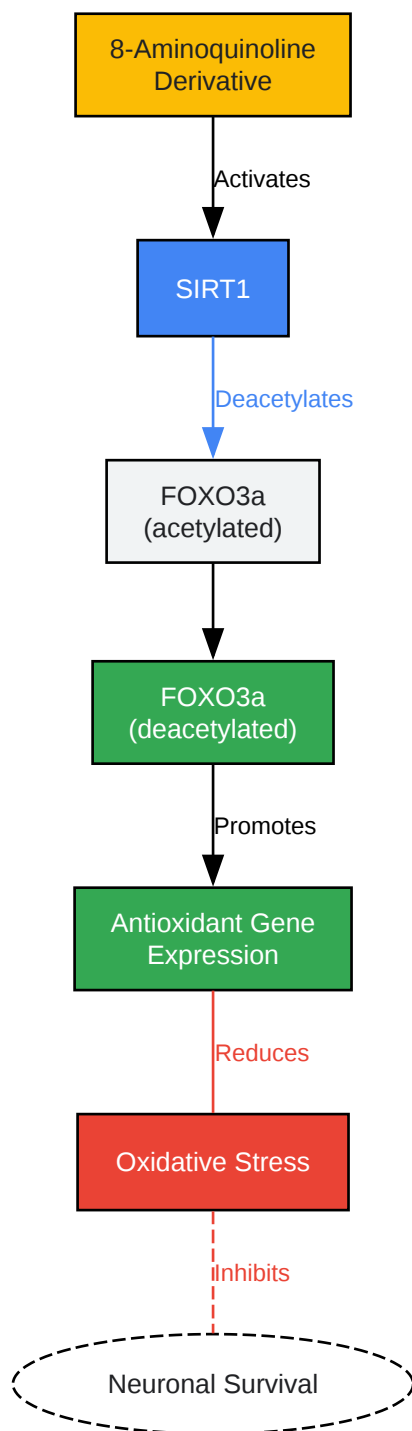 8-Aminoquinoline
Derivative
Activates
SIRT1
Deacetylates
FOXO3a
(acetylated)
FOXO3a
(deacetylated)
Promotes
Antioxidant Gene
Expression
Reduces
Oxidative Stress
Inhibits
Neuronal Survival